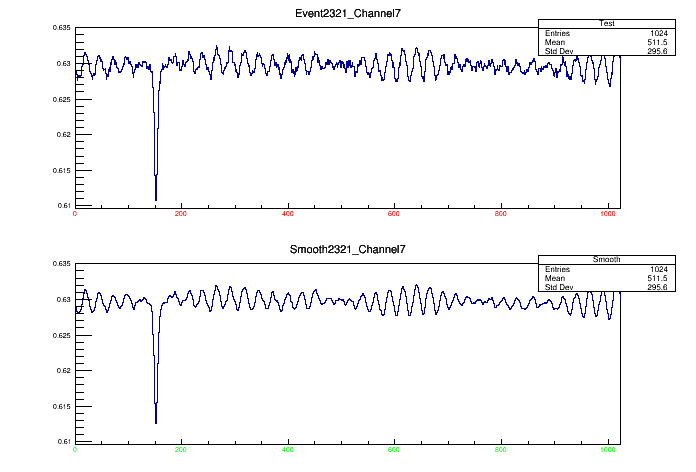 Event2321_Channel7
Test
Entries 1024
Mean 511.5
Std Dev 295.6
0.635
0.63
0.625
0.62
0.615
0.61
0 200 400 600 800 1000
Smooth2321_Channel7
Smooth
Entries 1024
Mean 511.5
Std Dev 295.6
0.635
0.63
0.625
0.62
0.615
0.61
0 200 400 600 800 1000